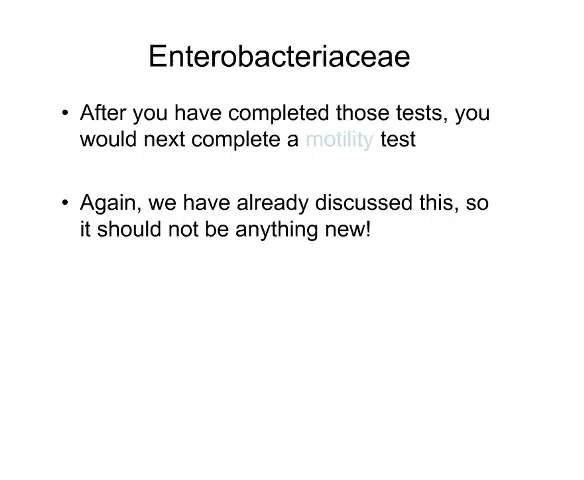 Enterobacteriaceae
• After you have completed those tests, you
would next complete a motility test
• Again, we have already discussed this, so
it should not be anything new!